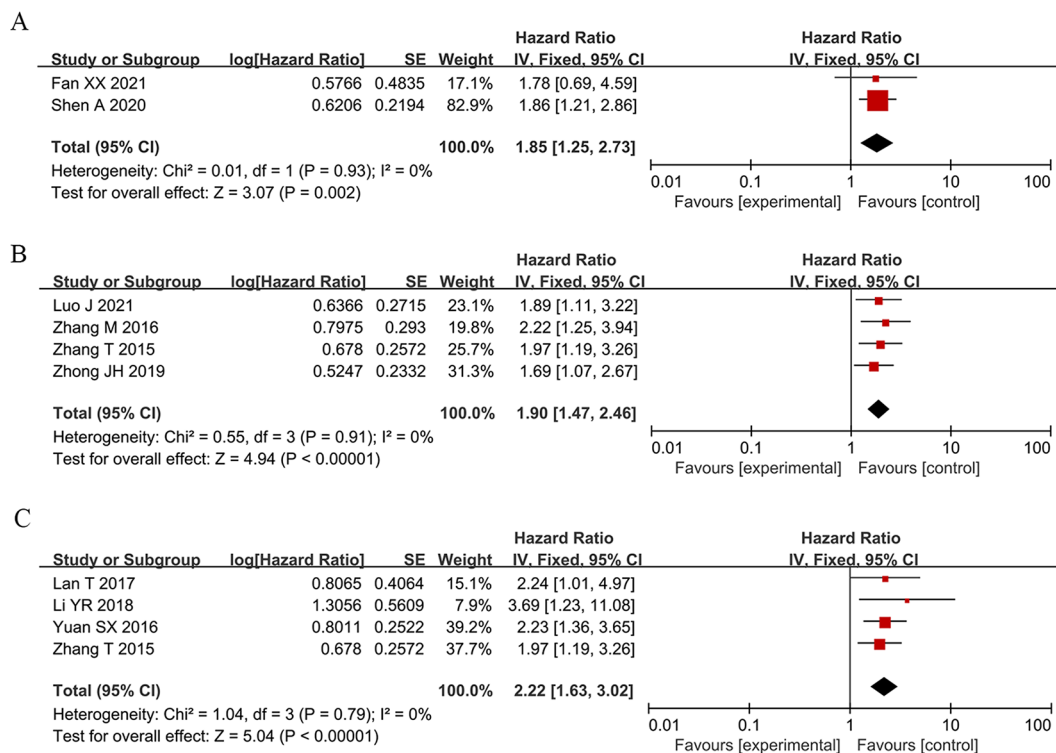 A
Hazard Ratio Hazard Ratio
Study or Subgroup log[Hazard Ratio] SE Weight IV, Fixed, 95% CI IV, Fixed, 95% CI
Fan XX 2021 0.5766 0.4835 17.1% 1.78 [0.69, 4.59]
Shen A 2020 0.6206 0.2194 82.9% 1.86 [1.21, 2.86]
Total (95% CI) 100.0% 1.85 [1.25, 2.73]
Heterogeneity: Chi² = 0.01, df = 1 (P = 0.93); I² = 0%
Test for overall effect: Z = 3.07 (P = 0.002)
0.01 0.1 1 10 100
Favours [experimental] Favours [control]
B
Hazard Ratio Hazard Ratio
Study or Subgroup log[Hazard Ratio] SE Weight IV, Fixed, 95% CI IV, Fixed, 95% CI
Luo J 2021 0.6366 0.2715 23.1% 1.89 [1.11, 3.22]
Zhang M 2016 0.7975 0.293 19.8% 2.22 [1.25, 3.94]
Zhang T 2015 0.678 0.2572 25.7% 1.97 [1.19, 3.26]
Zhong JH 2019 0.5247 0.2332 31.3% 1.69 [1.07, 2.67]
Total (95% CI) 100.0% 1.90 [1.47, 2.46]
Heterogeneity: Chi² = 0.55, df = 3 (P = 0.91); I² = 0%
Test for overall effect: Z = 4.94 (P < 0.00001)
0.01 0.1 1 10 100
Favours [experimental] Favours [control]
C
Hazard Ratio Hazard Ratio
Study or Subgroup log[Hazard Ratio] SE Weight IV, Fixed, 95% CI IV, Fixed, 95% CI
Lan T 2017 0.8065 0.4064 15.1% 2.24 [1.01, 4.97]
Li YR 2018 1.3056 0.5609 7.9% 3.69 [1.23, 11.08]
Yuan SX 2016 0.8011 0.2522 39.2% 2.23 [1.36, 3.65]
Zhang T 2015 0.678 0.2572 37.7% 1.97 [1.19, 3.26]
Total (95% CI) 100.0% 2.22 [1.63, 3.02]
Heterogeneity: Chi² = 1.04, df = 3 (P = 0.79); I² = 0%
Test for overall effect: Z = 5.04 (P < 0.00001)
0.01 0.1 1 10 100
Favours [experimental] Favours [control]